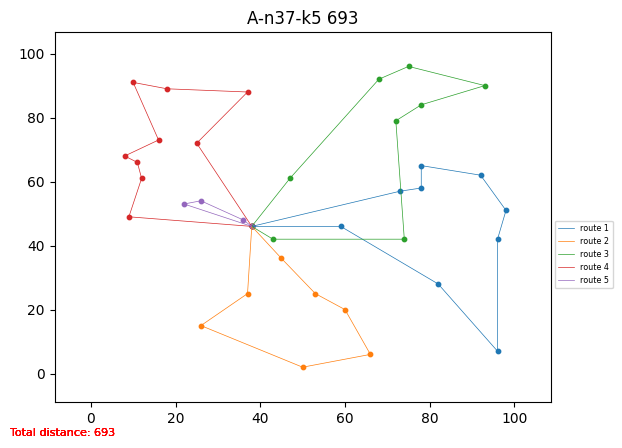 A-n37-k5 693
100
80
60
40
20
0
0 20 40 60 80 100
route 1
route 2
route 3
route 4
route 5
Total distance: 693